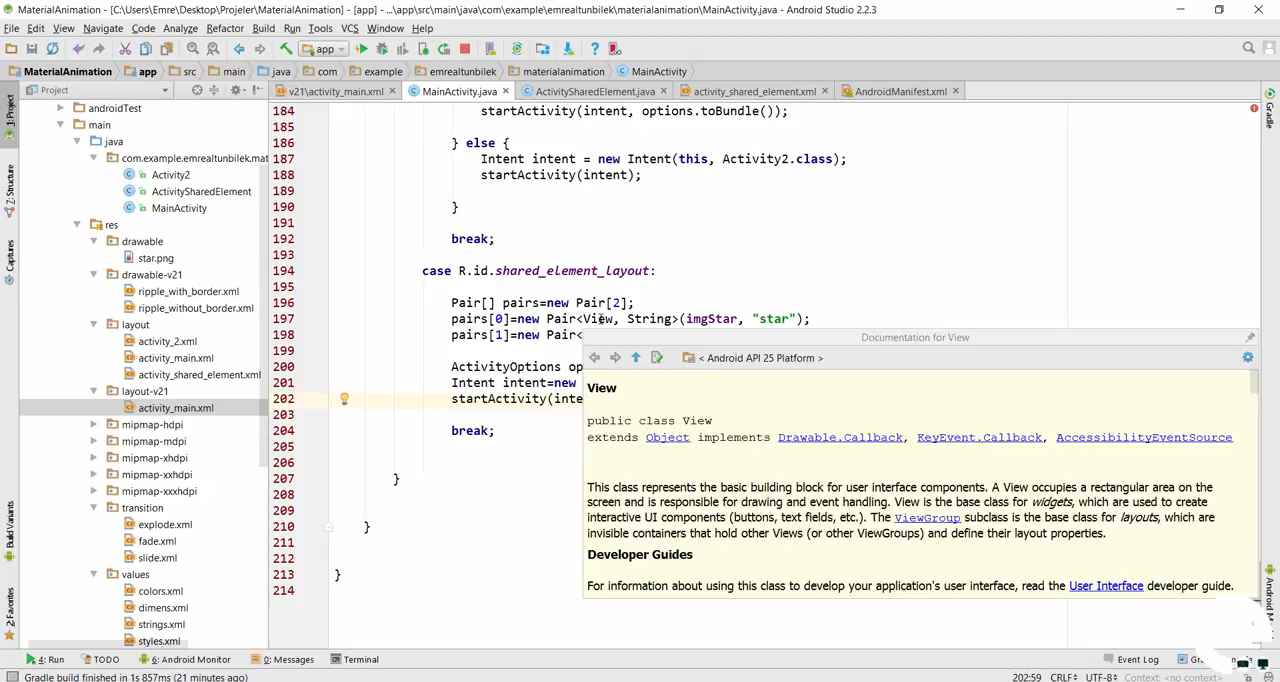 MaterialAnimation - [C:\Users\Emre\Desktop\Projeler\MaterialAnimation] - [app] - ...\app\src\main\java\com\example\emrealtunbilek\materialanimation\MainActivity.java - Android Studio 2.2.3
File Edit View Navigate Code Analyze Refactor Build Run Tools VCS Window Help
app
MaterialAnimation app src main java com example emrealtunbilek materialanimation MainActivity
Project v21\activity_main.xml MainActivity.java ActivitySharedElement.java activity_shared_element.xml AndroidManifest.xml
1: Project
Z: Structure
Captures
Build Variants
2: Favorites
Gradle
androidTest
main
java
com.example.emrealtunbilek.mat
Activity2
ActivitySharedElement
MainActivity
res
drawable
star.png
drawable-v21
ripple_with_border.xml
ripple_without_border.xml
layout
activity_2.xml
activity_main.xml
activity_shared_element.xml
layout-v21
activity_main.xml
mipmap-hdpi
mipmap-mdpi
mipmap-xhdpi
mipmap-xxhdpi
mipmap-xxxhdpi
transition
explode.xml
fade.xml
slide.xml
values
colors.xml
dimens.xml
strings.xml
styles.xml
184 startActivity(intent, options.toBundle());
185
186 } else {
187 Intent intent = new Intent(this, Activity2.class);
188 startActivity(intent);
189
190 }
191
192 break;
193
194 case R.id.shared_element_layout:
195
196 Pair[] pairs=new Pair[2];
197 pairs[0]=new Pair<View, String>(imgStar, "star");
198 pairs[1]=new Pair<
199
200 ActivityOptions op
201 Intent intent=new
202 startActivity(inte
203
204 break;
205
206
207 }
208
209
210 }
211
212
213 }
214
Documentation for View
< Android API 25 Platform >
View
public class View
extends Object implements Drawable.Callback, KeyEvent.Callback, AccessibilityEventSource
This class represents the basic building block for user interface components. A View occupies a rectangular area on the
screen and is responsible for drawing and event handling. View is the base class for widgets, which are used to create
interactive UI components (buttons, text fields, etc.). The ViewGroup subclass is the base class for layouts, which are
invisible containers that hold other Views (or other ViewGroups) and define their layout properties.
Developer Guides
For information about using this class to develop your application's user interface, read the User Interface developer guide.
4: Run TODO 6: Android Monitor 0: Messages Terminal Event Log
Gradle build finished in 1s 857ms (21 minutes ago) 202:59 CRLF UTF-8 Context: <no context>